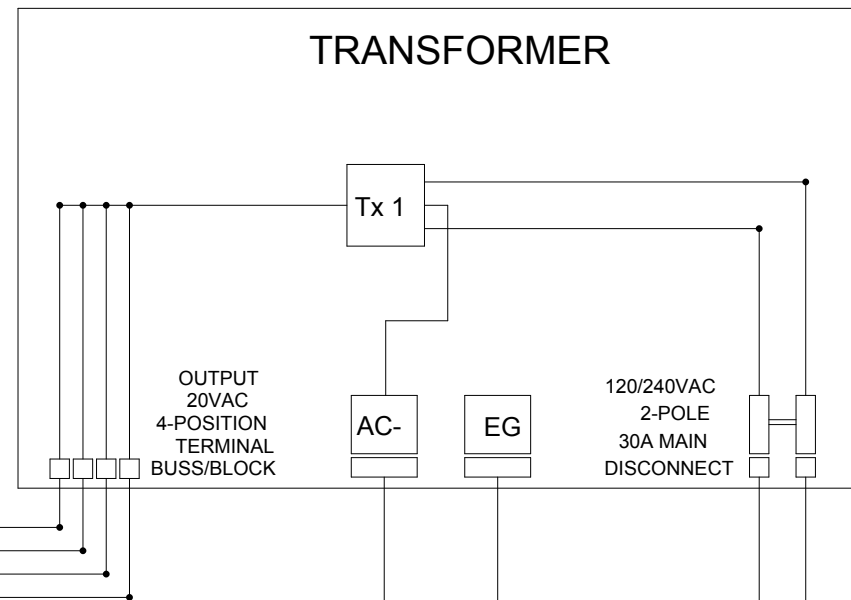 TRANSFORMER
Tx 1
OUTPUT
20VAC
4-POSITION
TERMINAL
BUSS/BLOCK
AC-
EG
120/240VAC
2-POLE
30A MAIN
DISCONNECT